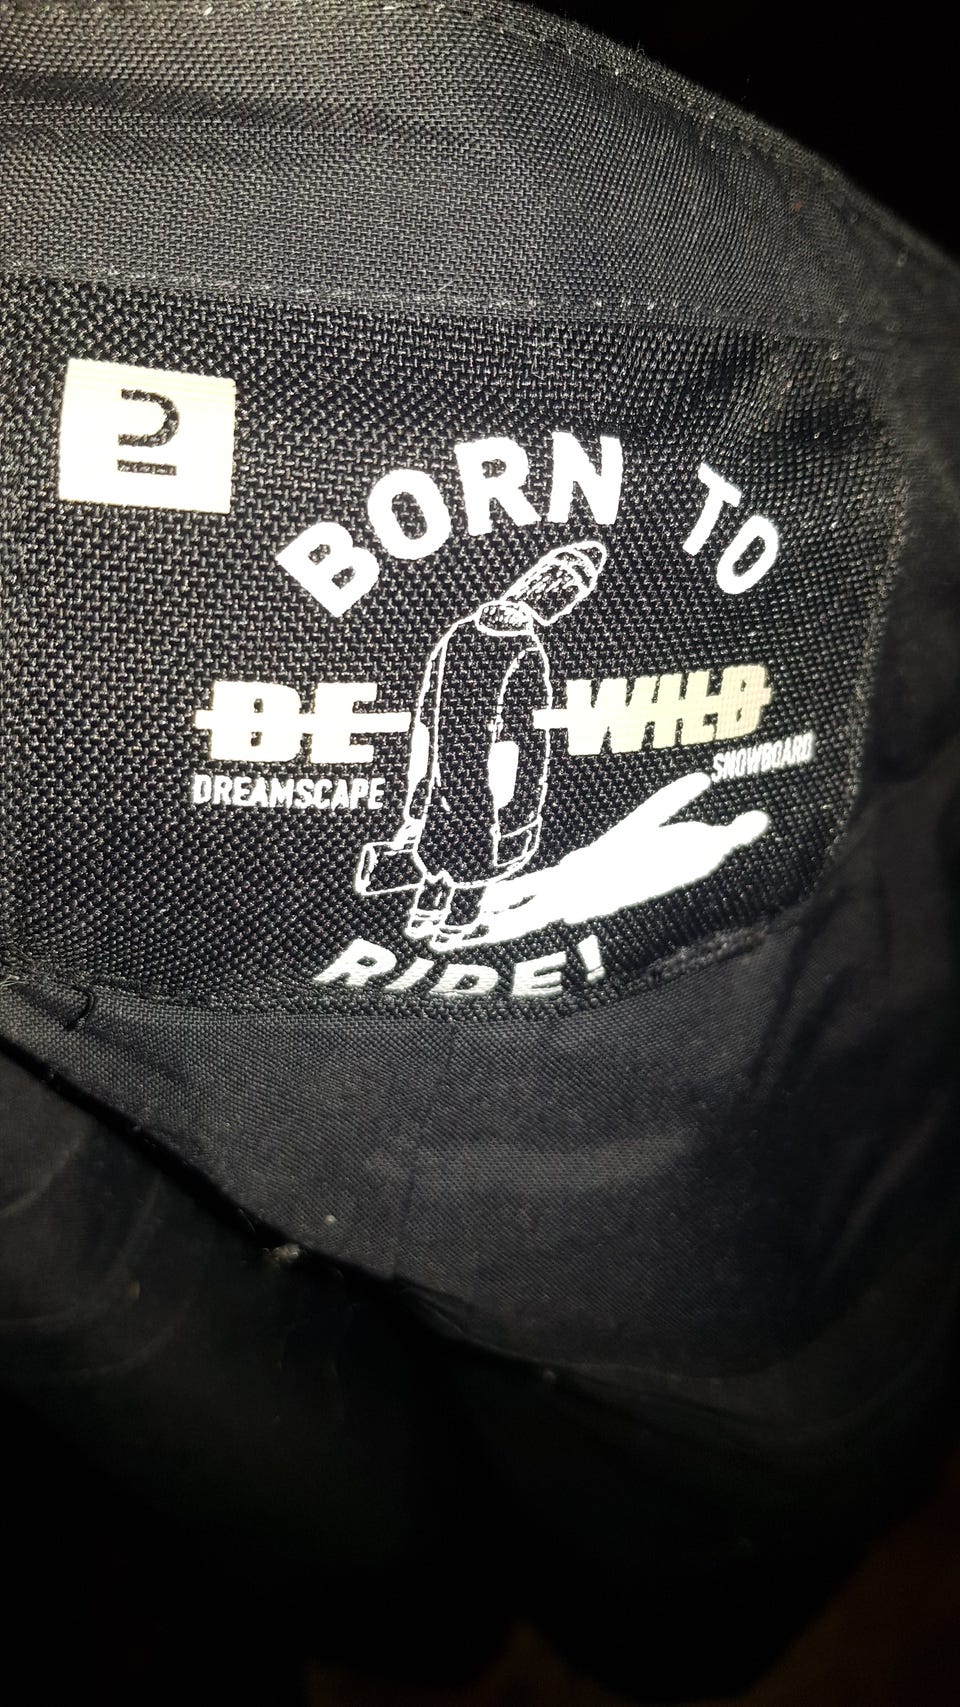 BORN TO
BE WILD
DREAMSCAPE
SNOWBOARD
RIDE!